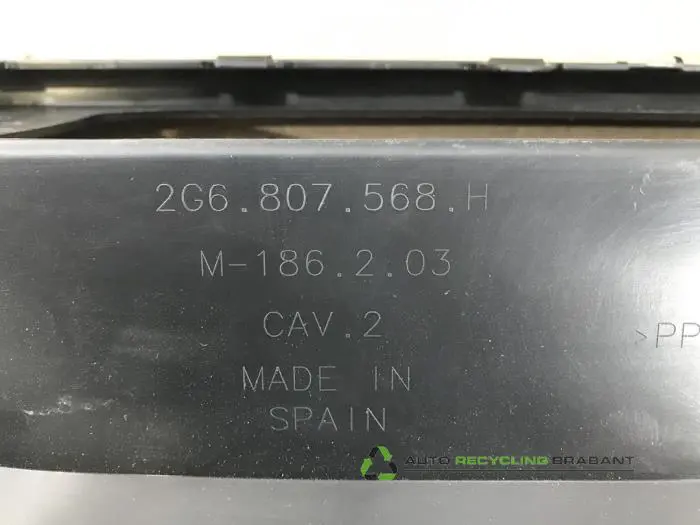 2G6.807.568.H
M-186.2.03
CAV.2
>PP
MADE IN
SPAIN
AUTO RECYCLING BRABANT